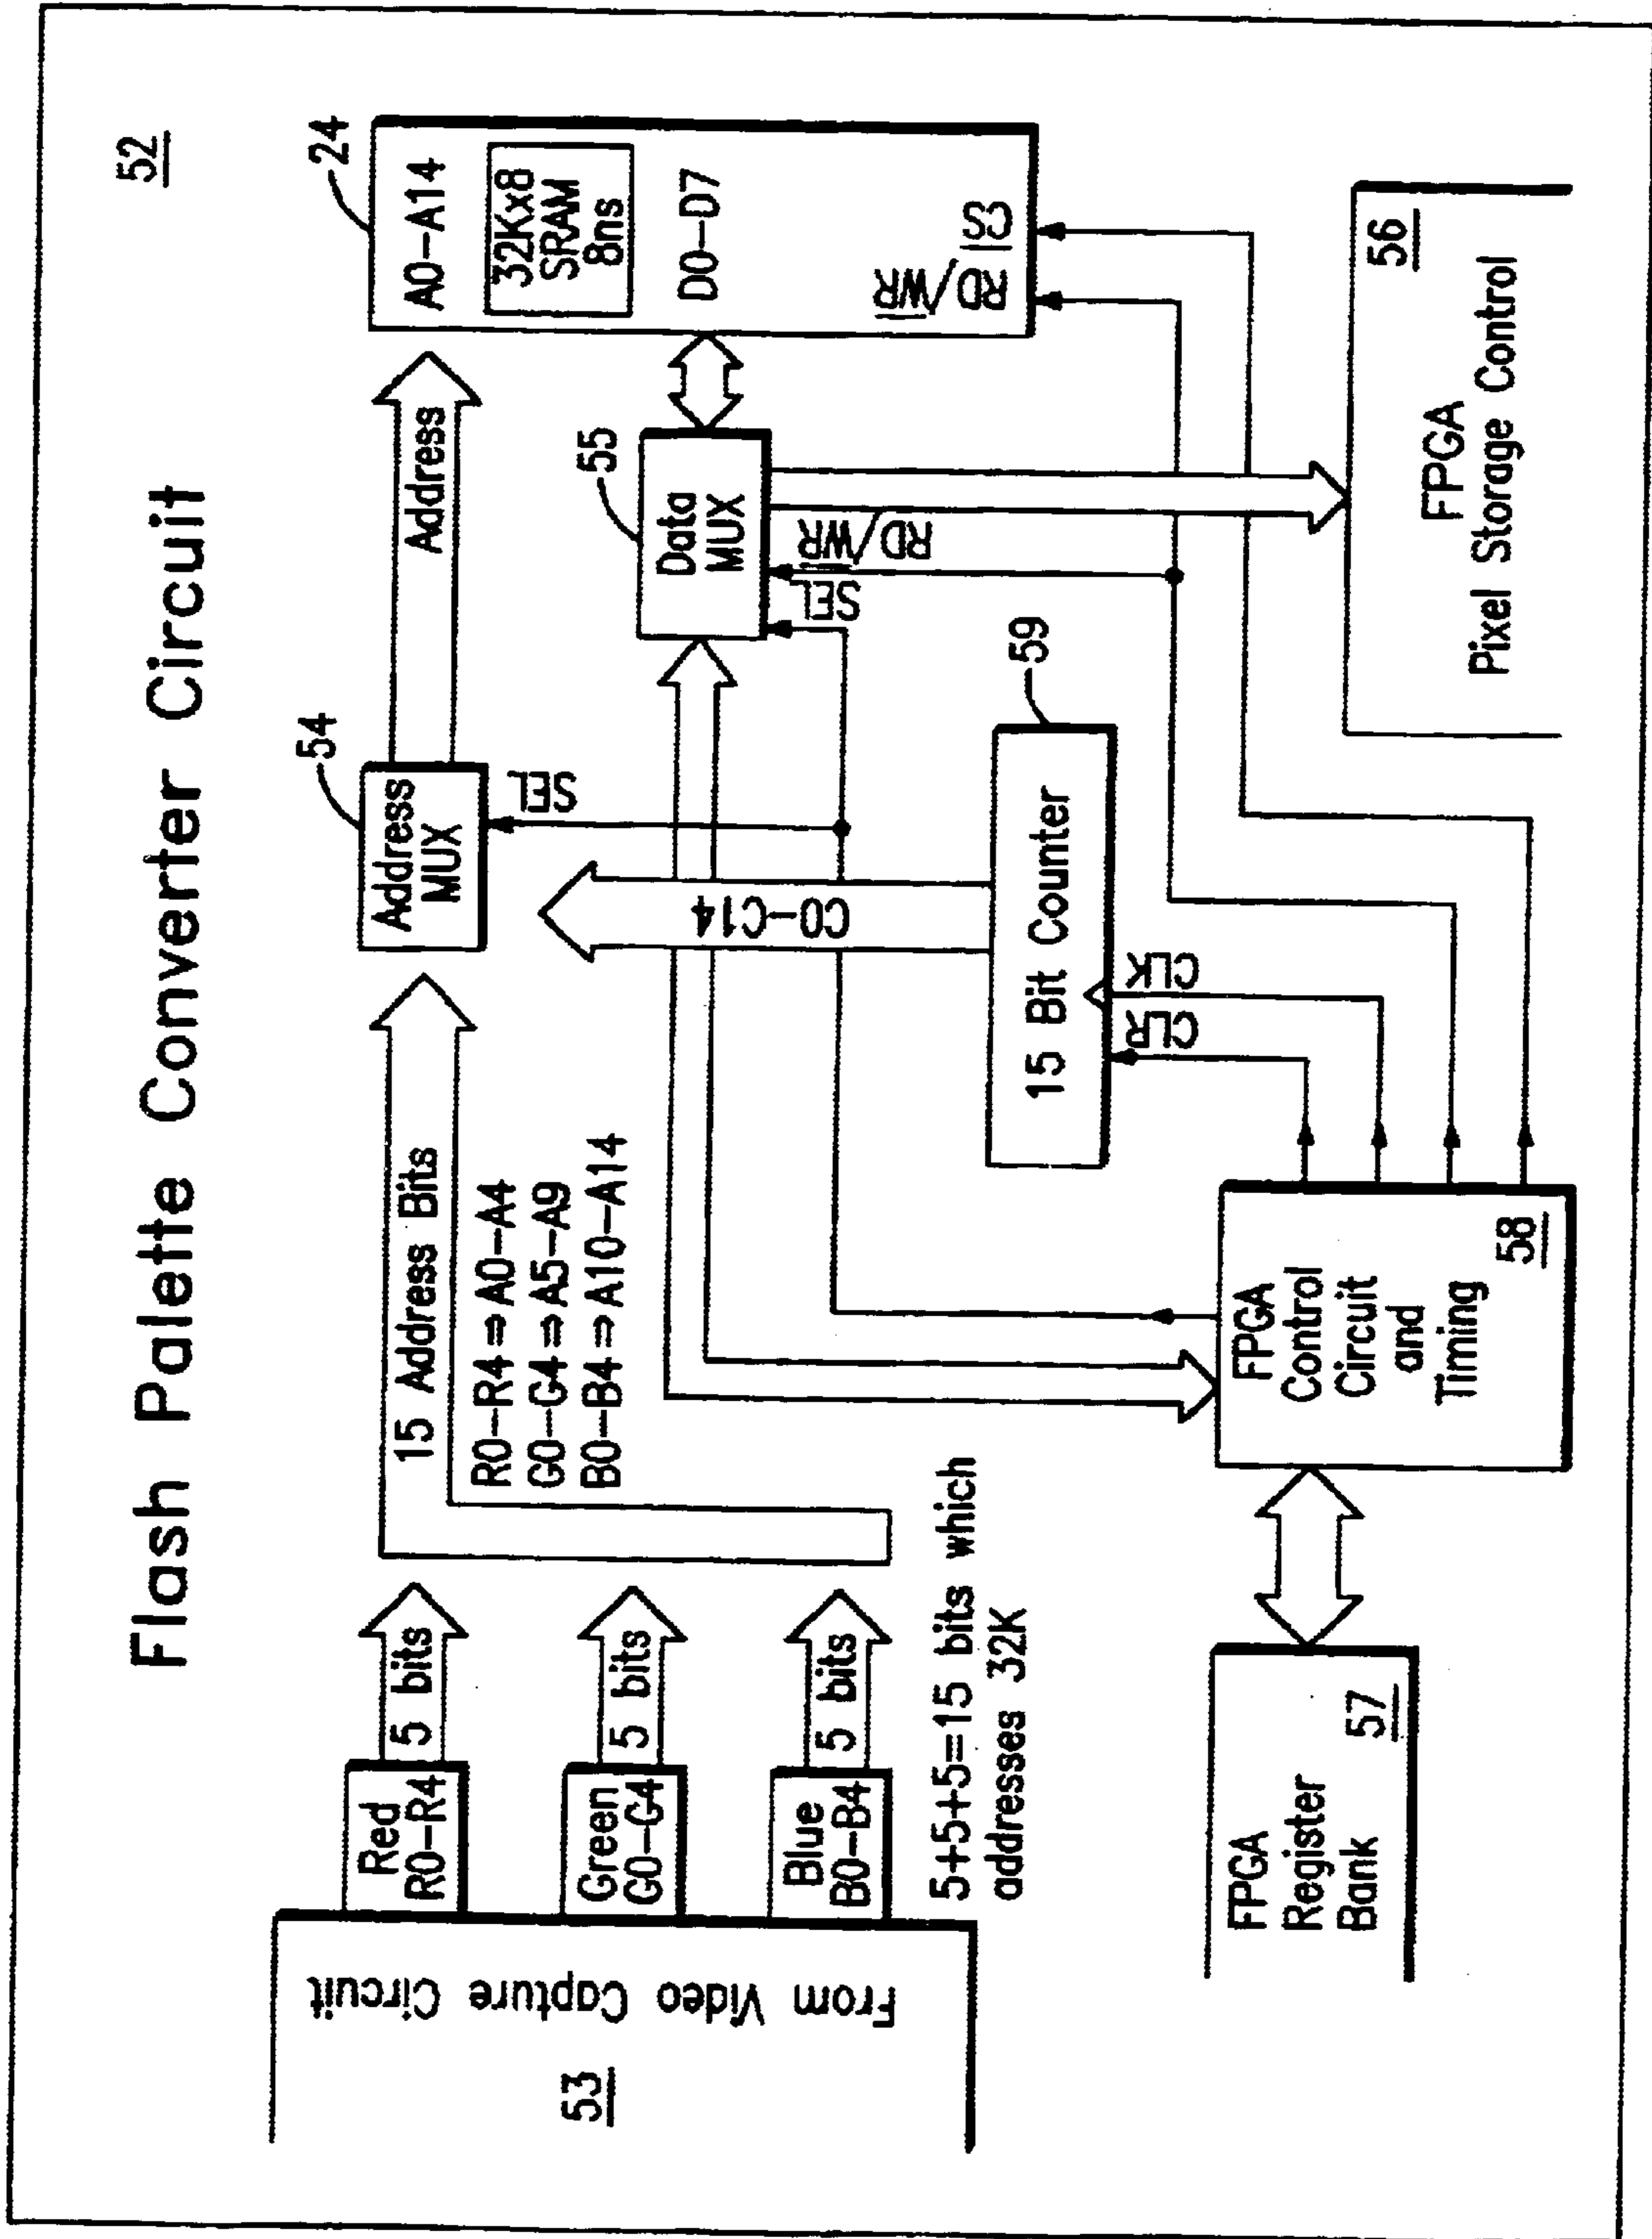 Flash Palette Converter Circuit
52
From Video Capture Circuit
53
Red
R0-R4
5 bits
Green
G0-G4
5 bits
Blue
B0-B4
5 bits
5+5+5=15 bits which
addresses 32K
15 Address Bits
R0-R4⇒A0-A4
G0-G4⇒A5-A9
B0-B4⇒A10-A14
54
Address
MUX
SEL
Address
24
A0-A14
32Kx8
SRAM
8ns
D0-D7
RD/WR
CS
55
Data
MUX
SEL
RD/WR
C0-C14
59
15 Bit Counter
CLR
CLK
FPGA
Register
Bank
57
FPGA
Control
Circuit
and
Timing
58
56
FPGA
Pixel Storage Control